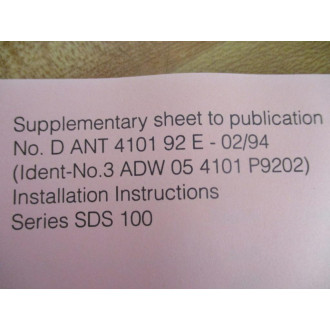 Supplementary sheet to publication
No. D ANT 4101 92 E - 02/94
(Ident-No.3 ADW 05 4101 P9202)
Installation Instructions
Series SDS 100